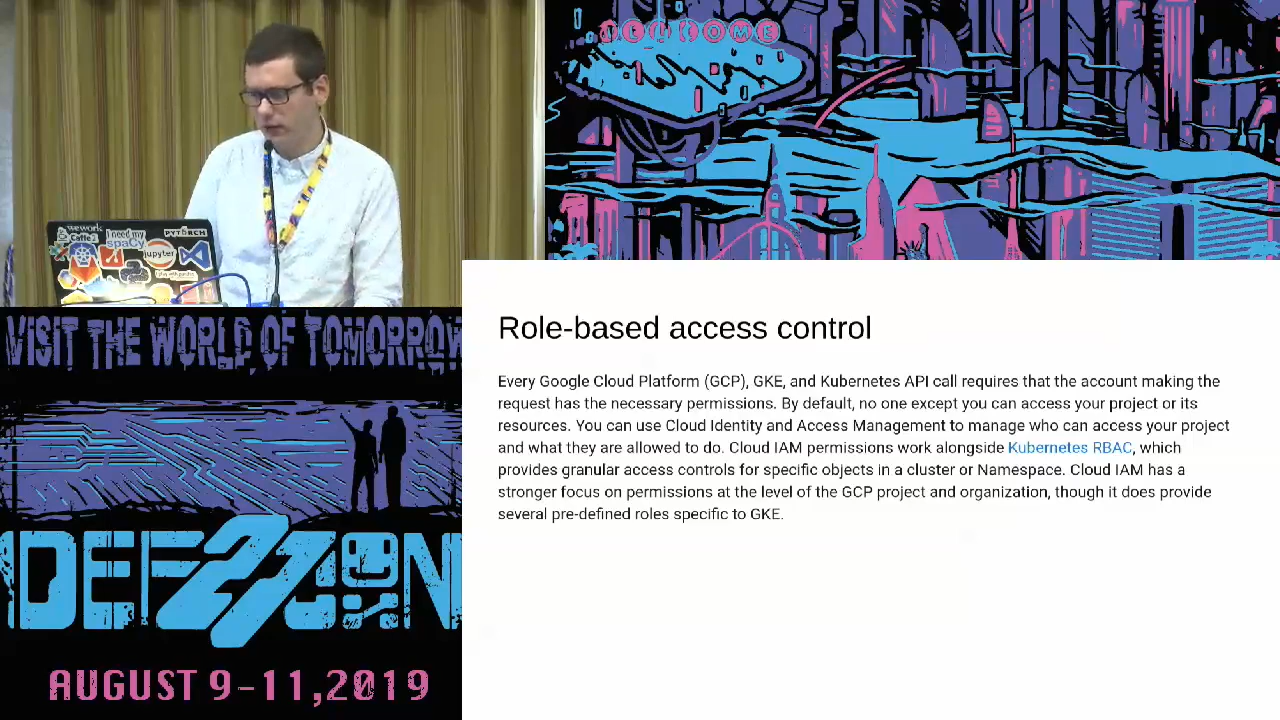 WELCOME
wework
Caffe2
I need my
spaCy
PYTORCH
jupyter
VISIT THE WORLD OF TOMORROW
DEF CON
27
AUGUST 9-11,2019
Role-based access control
Every Google Cloud Platform (GCP), GKE, and Kubernetes API call requires that the account making the
request has the necessary permissions. By default, no one except you can access your project or its
resources. You can use Cloud Identity and Access Management to manage who can access your project
and what they are allowed to do. Cloud IAM permissions work alongside Kubernetes RBAC, which
provides granular access controls for specific objects in a cluster or Namespace. Cloud IAM has a
stronger focus on permissions at the level of the GCP project and organization, though it does provide
several pre-defined roles specific to GKE.